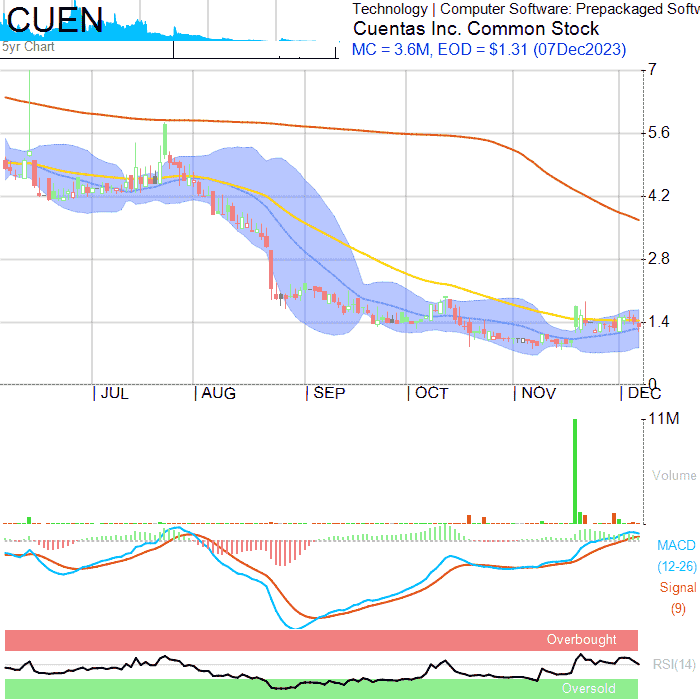 CUEN
5yr Chart
Technology | Computer Software: Prepackaged Softw
Cuentas Inc. Common Stock
MC = 3.6M, EOD = $1.31 (07Dec2023)
7
5.6
4.2
2.8
1.4
0
JUL AUG SEP OCT NOV DEC
11M
Volume
MACD
(12-26)
Signal
(9)
Overbought
RSI(14)
Oversold